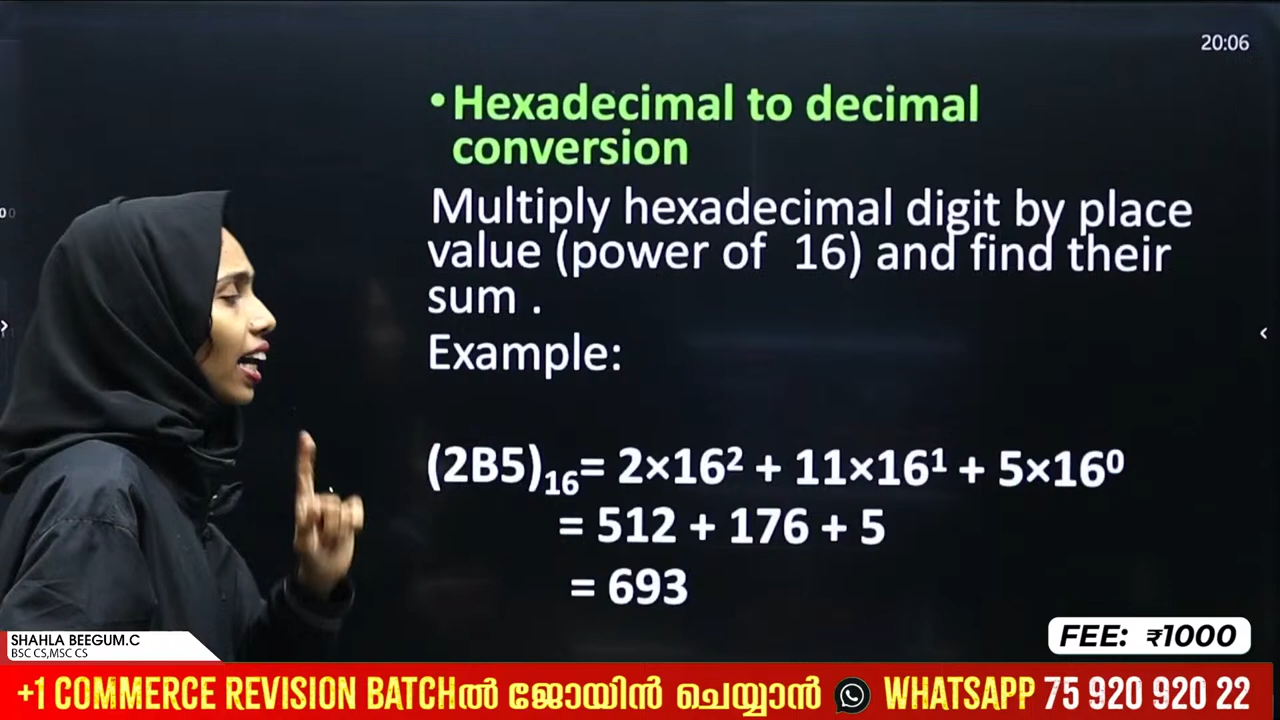 20:06
•Hexadecimal to decimal
conversion
Multiply hexadecimal digit by place
value (power of 16) and find their
sum .
Example:
(2B5)₁₆= 2×16² + 11×16¹ + 5×16⁰
= 512 + 176 + 5
= 693
SHAHLA BEEGUM.C
BSC CS,MSC CS
FEE: ₹1000
+1 COMMERCE REVISION BATCHൽ ജോയിൻ ചെയ്യാൻ WHATSAPP 75 920 920 22